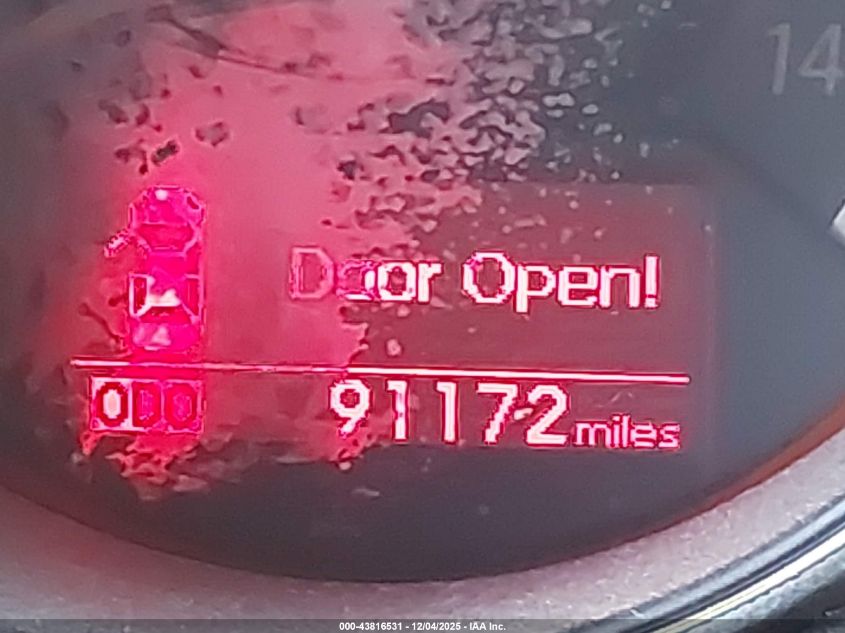 14
Door Open!
ODO 91172 miles
000-43816531 - 12/04/2025 - IAA Inc.